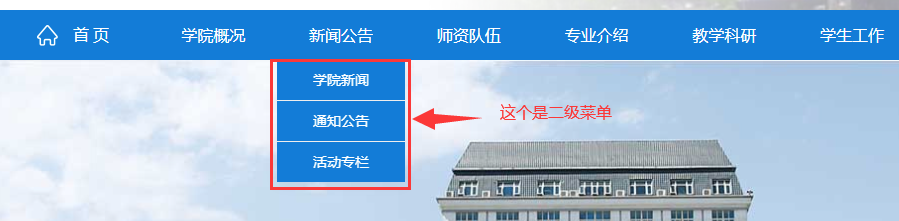 首页 学院概况 新闻公告 师资队伍 专业介绍 教学科研 学生工作
学院新闻
通知公告
活动专栏
这个是二级菜单